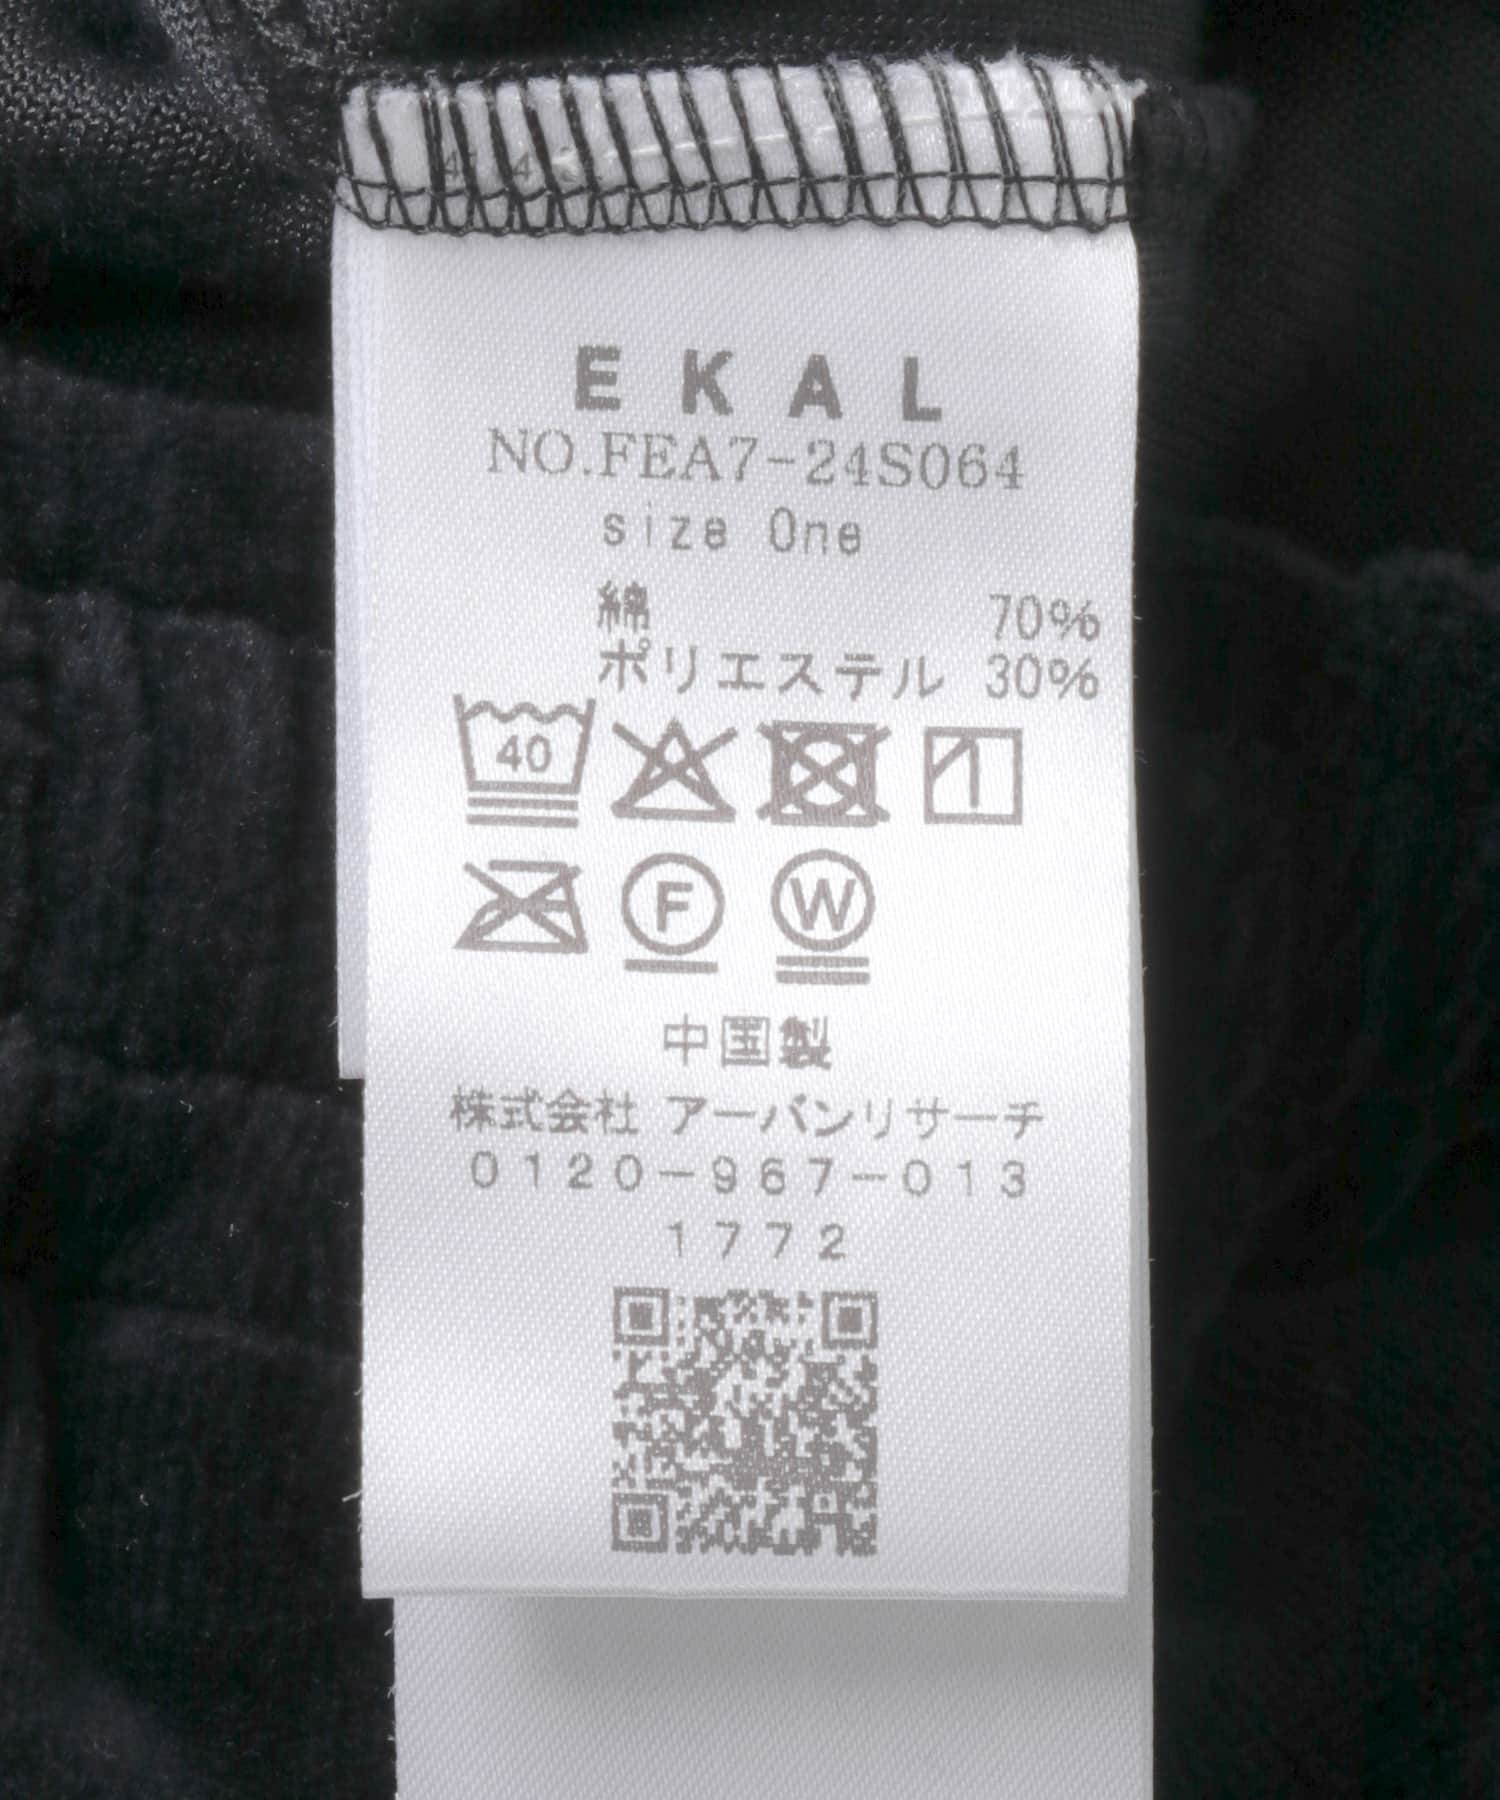 EKAL
NO.FEA7-24S064
size One
綿 70%
ポリエステル 30%
40
F W
中国製
株式会社 アーバンリサーチ
0120-967-013
1772